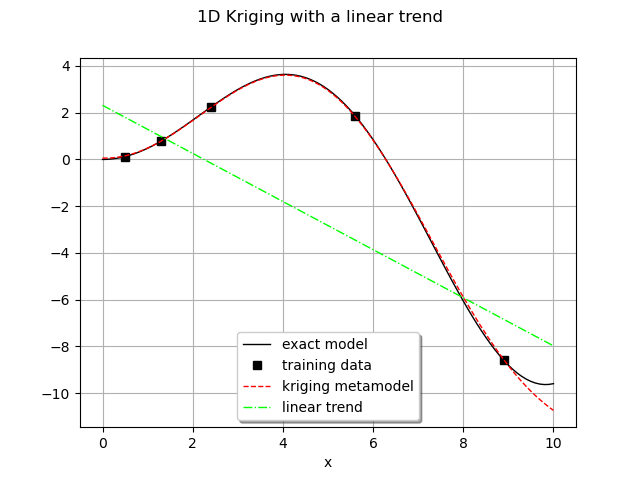 1D Kriging with a linear trend
4
2
0
−2
−4
−6
−8
−10
exact model
training data
kriging metamodel
linear trend
0 2 4 6 8 10
x